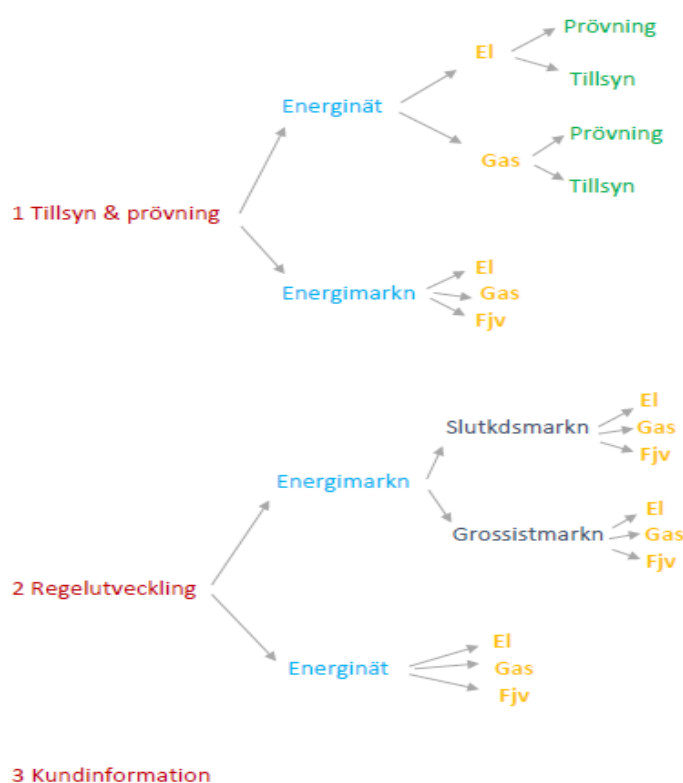 Prövning
El
Tillsyn
Energinät
Prövning
Gas
Tillsyn
1 Tillsyn & prövning
El
Energimarkn
Gas
Fjv
El
Slutkdsmarkn
Gas
Fjv
Energimarkn
El
Grossistmarkn
Gas
Fjv
2 Regelutveckling
El
Energinät
Gas
Fjv
3 Kundinformation